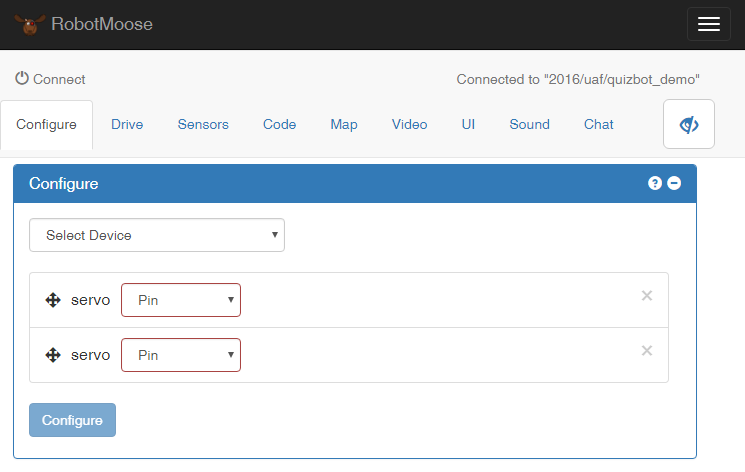 RobotMoose
Connect
Connected to "2016/uaf/quizbot_demo"
Configure Drive Sensors Code Map Video UI Sound Chat
Configure
Select Device
servo Pin
servo Pin
Configure